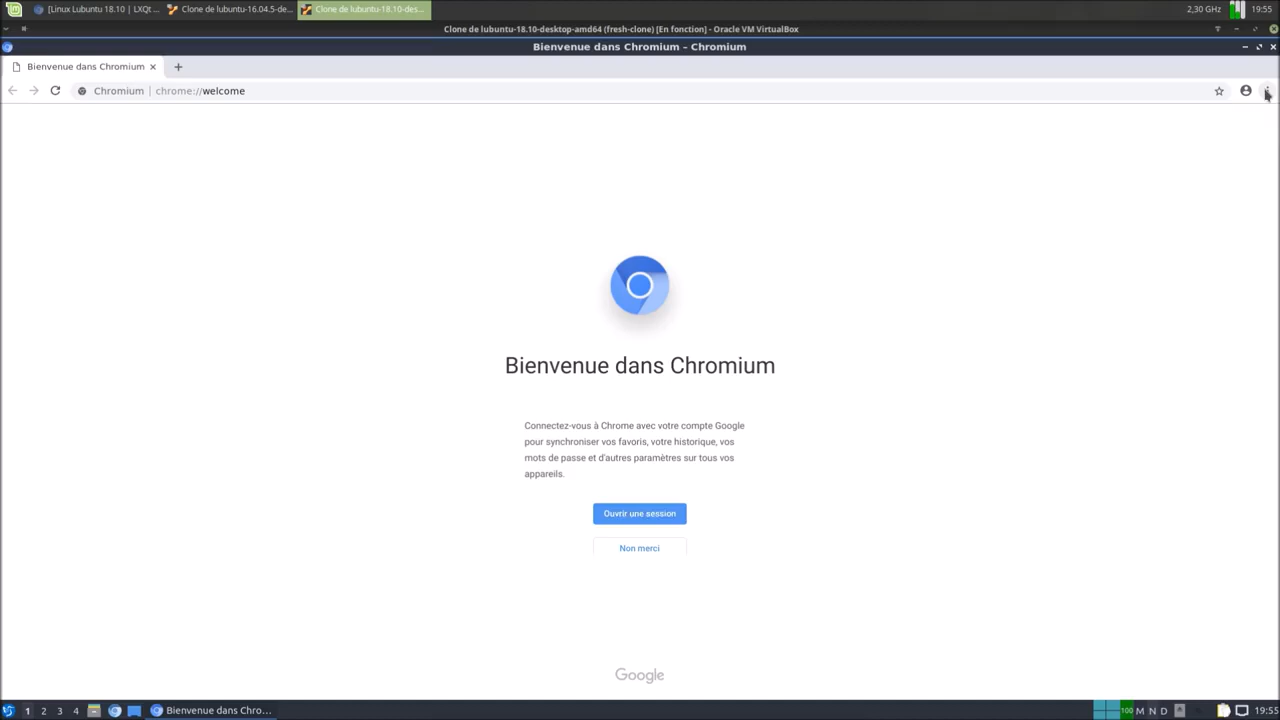 [Linux Lubuntu 18.10 | LXQt ...
Clone de lubuntu-16.04.5-de...
Clone de lubuntu-18.10-des...
2,30 GHz
19:55
Clone de lubuntu-18.10-desktop-amd64 (fresh-clone) [En fonction] - Oracle VM VirtualBox
Bienvenue dans Chromium – Chromium
Bienvenue dans Chromium
Chromium | chrome://welcome
Bienvenue dans Chromium
Connectez-vous à Chrome avec votre compte Google
pour synchroniser vos favoris, votre historique, vos
mots de passe et d'autres paramètres sur tous vos
appareils.
Ouvrir une session
Non merci
Google
1 2 3 4
Bienvenue dans Chro...
100
M N D
19:55